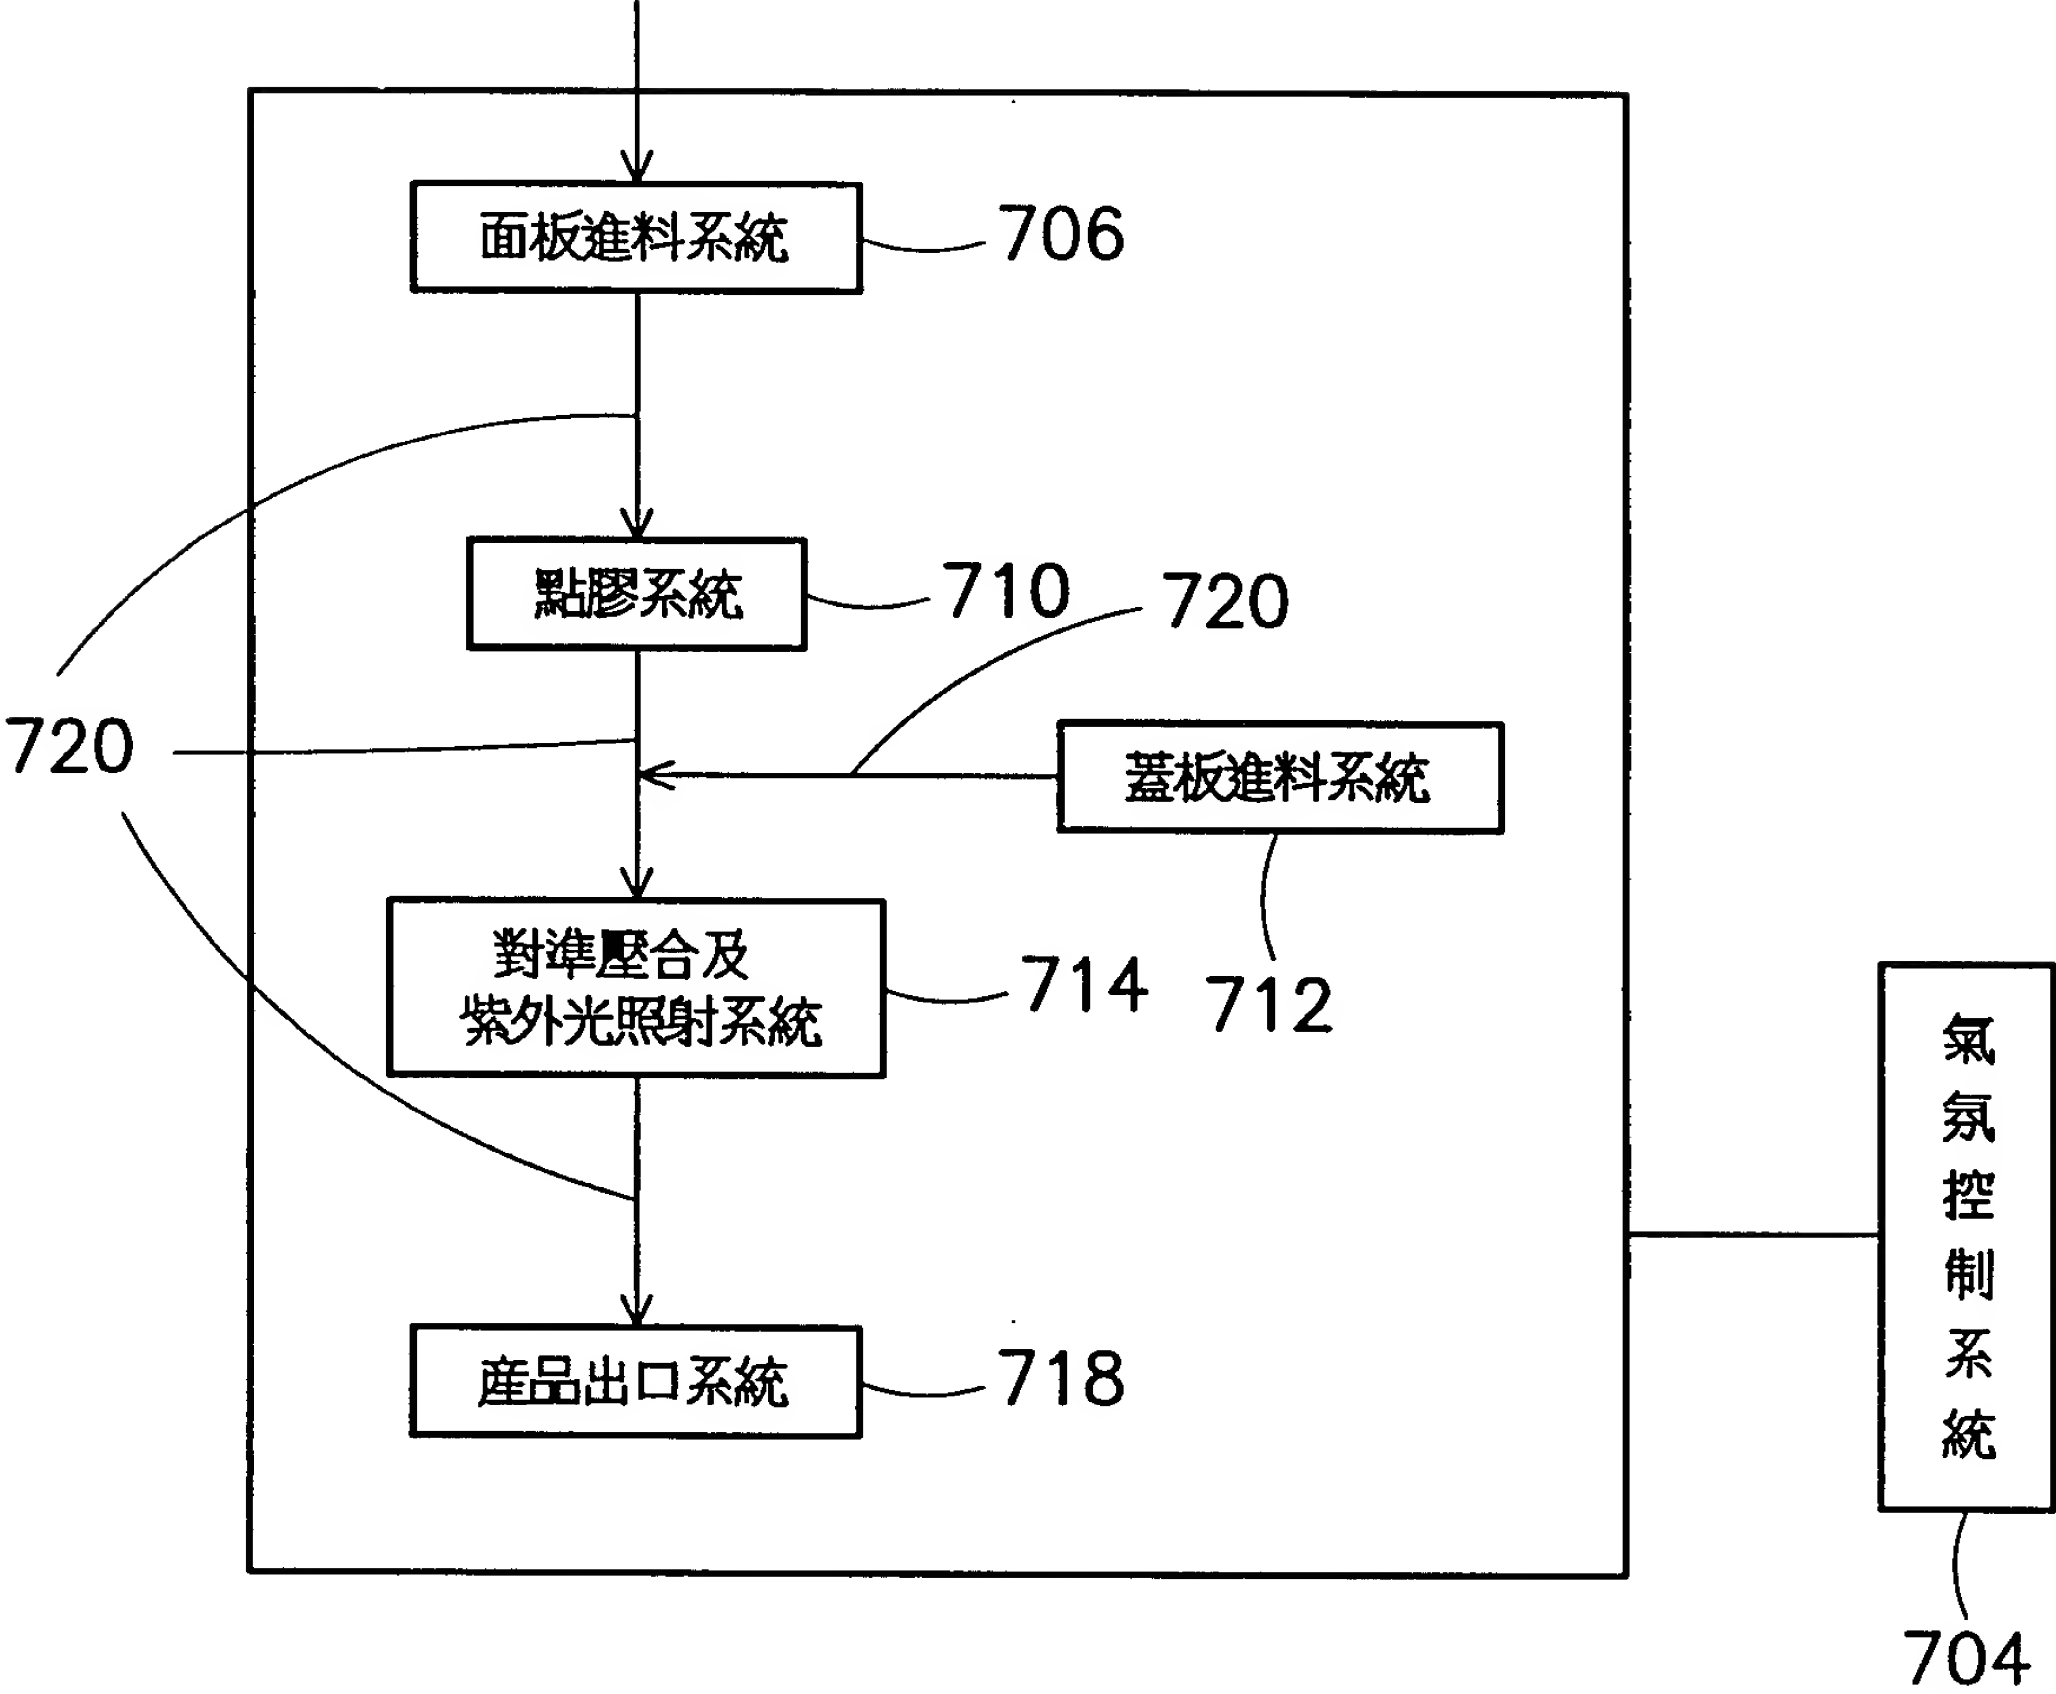 面板進料系統
706
點膠系統
710
720
720
蓋板進料系統
712
對準壓合及
紫外光照射系統
714
產品出口系統
718
氣氛控制系統
704